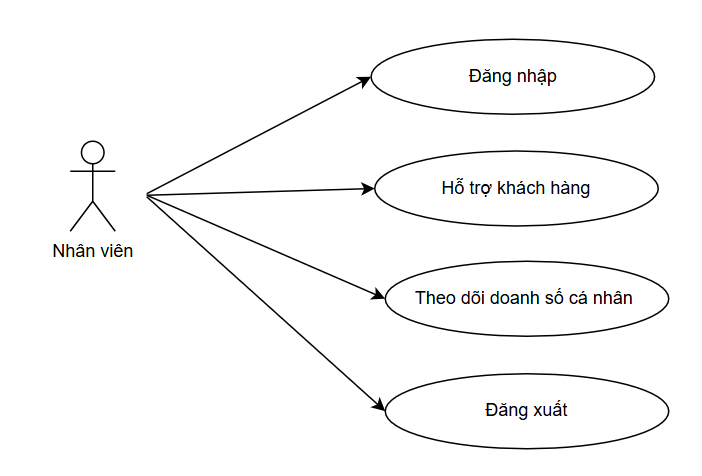 Đăng nhập
Hỗ trợ khách hàng
Nhân viên
Theo dõi doanh số cá nhân
Đăng xuất